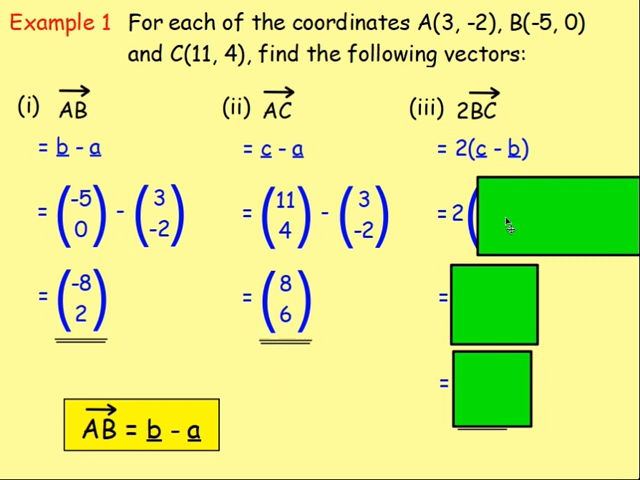 Example 1 For each of the coordinates A(3, -2), B(-5, 0)
and C(11, 4), find the following vectors:
(i) AB (ii) AC (iii) 2BC
= b - a = c - a = 2(c - b)
= (-5 0) - (3 -2) = (11 4) - (3 -2) = 2(
= (-8 2) = (8 6) =
=
AB = b - a